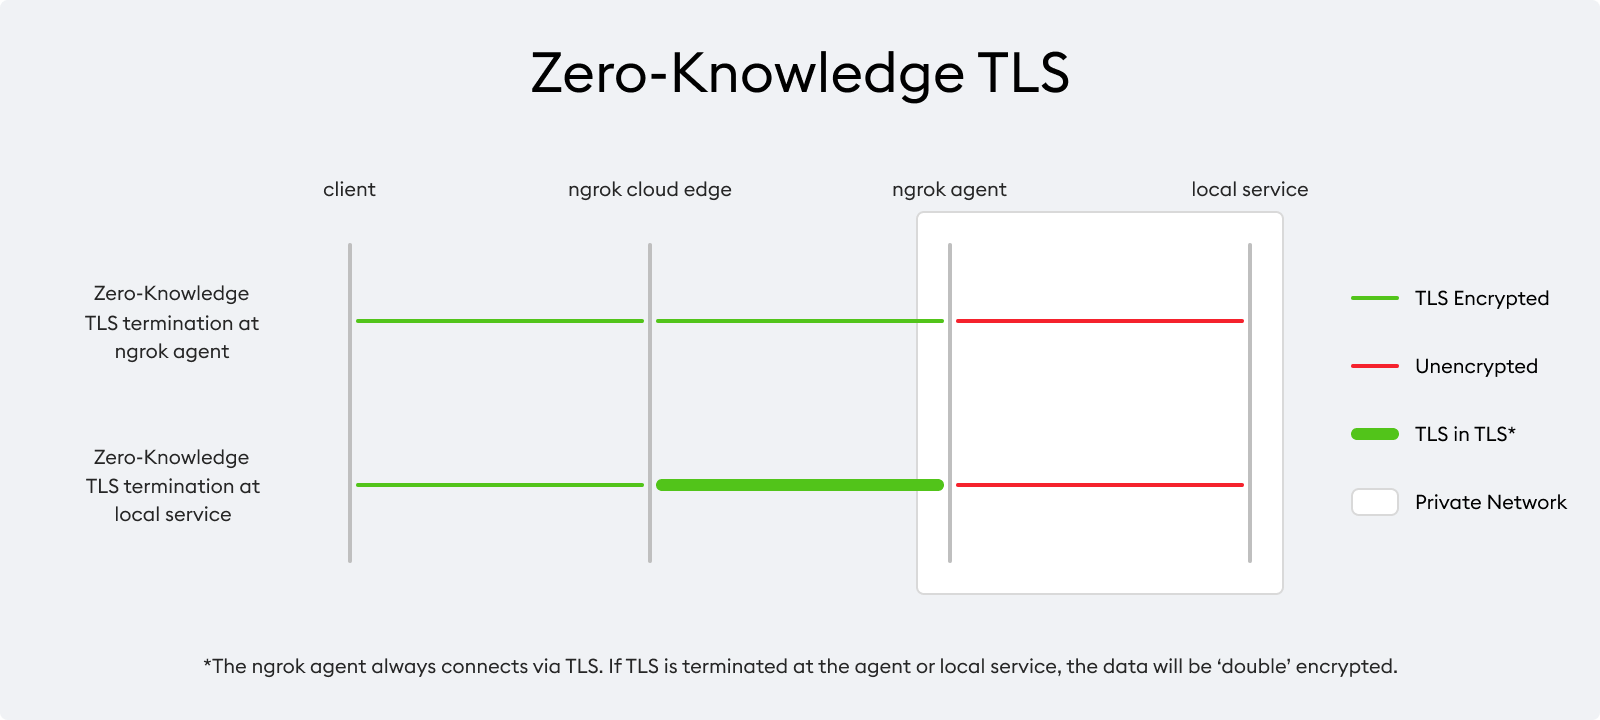 Zero-Knowledge TLS
client
ngrok cloud edge
ngrok agent
local service
Zero-Knowledge
TLS termination at
ngrok agent
Zero-Knowledge
TLS termination at
local service
TLS Encrypted
Unencrypted
TLS in TLS*
Private Network
*The ngrok agent always connects via TLS. If TLS is terminated at the agent or local service, the data will be ‘double’ encrypted.